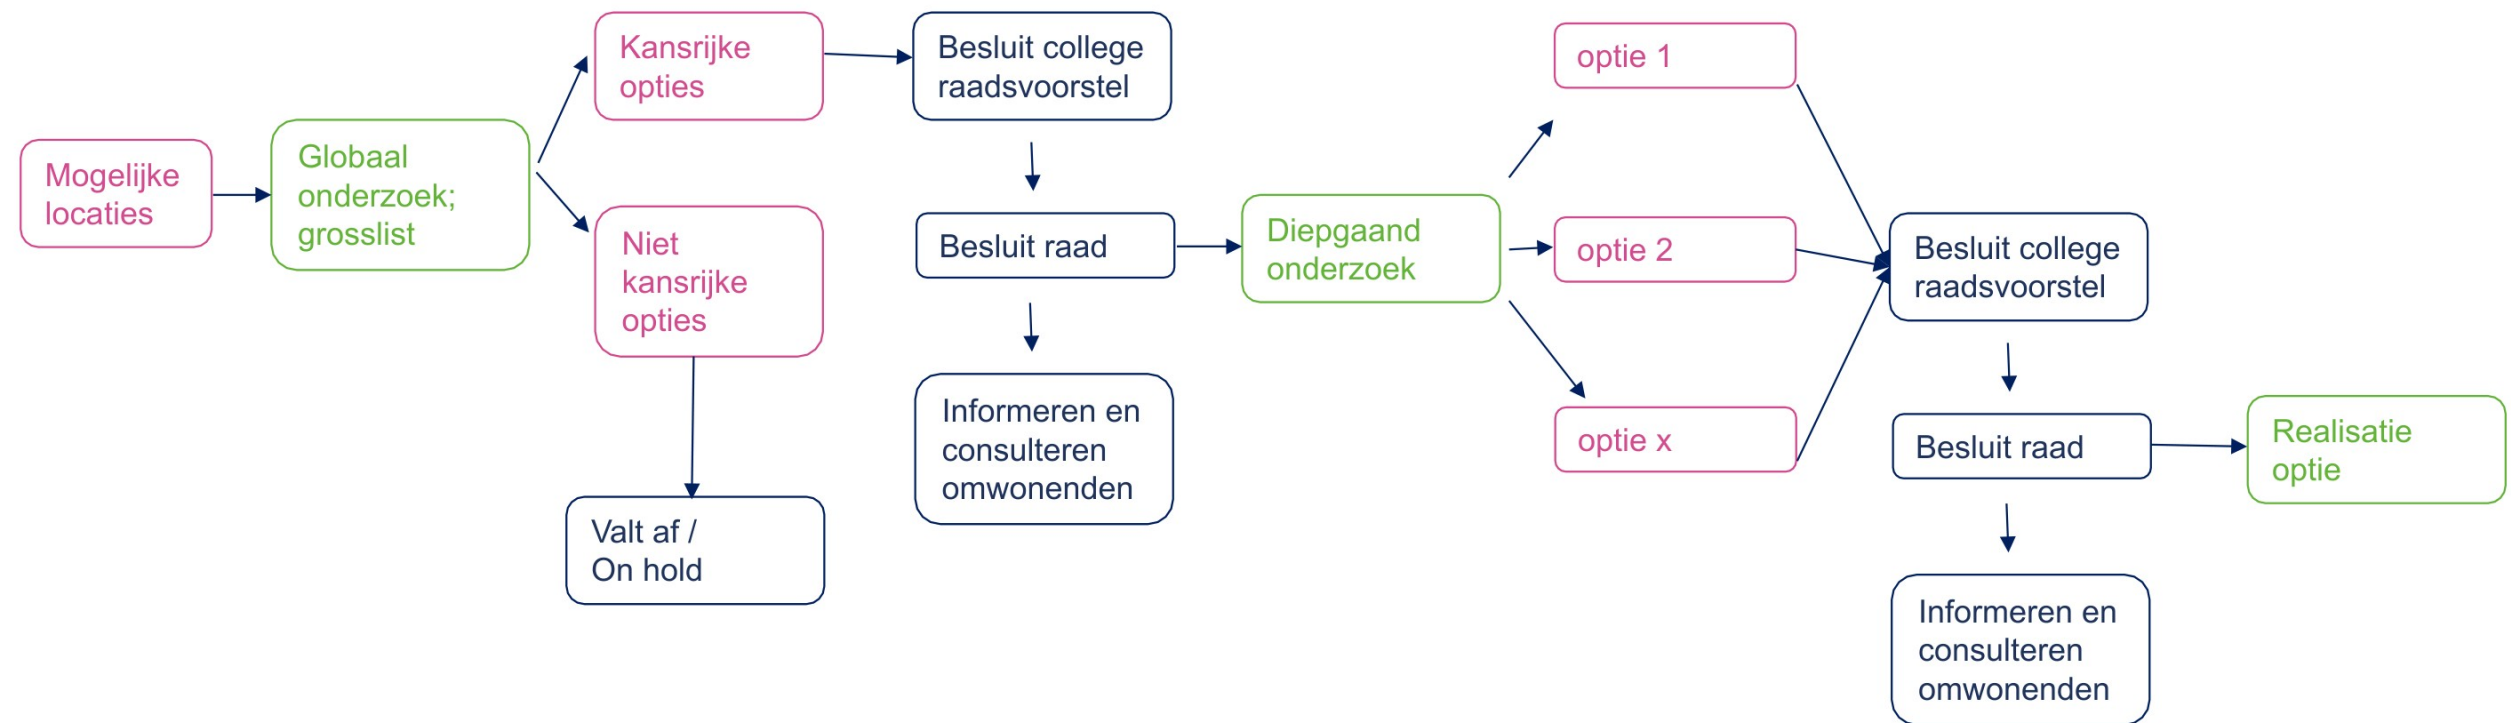 Mogelijke
locaties
Globaal
onderzoek;
grosslist
Kansrijke
opties
Niet
kansrijke
opties
Valt af /
On hold
Besluit college
raadsvoorstel
Besluit raad
Informeren en
consulteren
omwonenden
Diepgaand
onderzoek
optie 1
optie 2
optie x
Besluit college
raadsvoorstel
Besluit raad
Informeren en
consulteren
omwonenden
Realisatie
optie